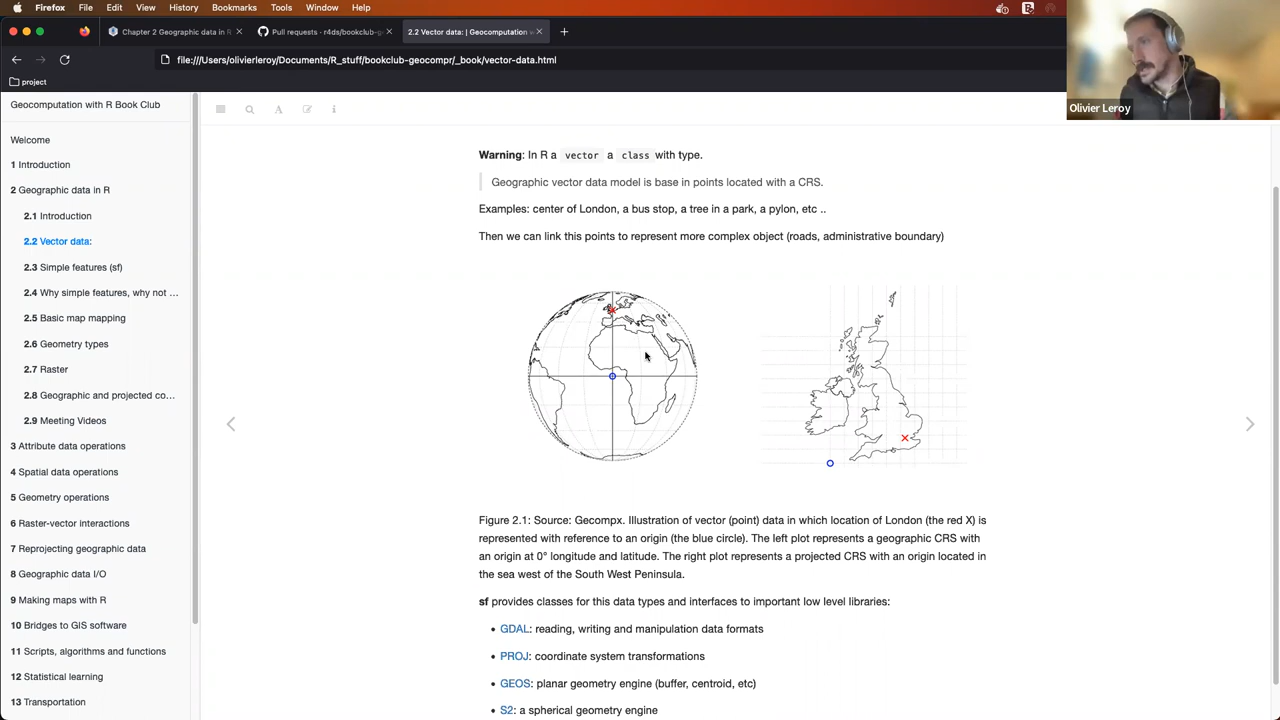 Firefox File Edit View History Bookmarks Tools Window Help
Chapter 2 Geographic data in R
Pull requests · r4ds/bookclub-g
2.2 Vector data: | Geocomputation
file:///Users/olivierleroy/Documents/R_stuff/bookclub-geocompr/_book/vector-data.html
project
Olivier Leroy
Geocomputation with R Book Club
Welcome
1 Introduction
2 Geographic data in R
2.1 Introduction
2.2 Vector data:
2.3 Simple features (sf)
2.4 Why simple features, why not …
2.5 Basic map mapping
2.6 Geometry types
2.7 Raster
2.8 Geographic and projected co…
2.9 Meeting Videos
3 Attribute data operations
4 Spatial data operations
5 Geometry operations
6 Raster-vector interactions
7 Reprojecting geographic data
8 Geographic data I/O
9 Making maps with R
10 Bridges to GIS software
11 Scripts, algorithms and functions
12 Statistical learning
13 Transportation
Warning: In R a vector a class with type.
Geographic vector data model is base in points located with a CRS.
Examples: center of London, a bus stop, a tree in a park, a pylon, etc ..
Then we can link this points to represent more complex object (roads, administrative boundary)
Figure 2.1: Source: Gecompx. Illustration of vector (point) data in which location of London (the red X) is
represented with reference to an origin (the blue circle). The left plot represents a geographic CRS with
an origin at 0° longitude and latitude. The right plot represents a projected CRS with an origin located in
the sea west of the South West Peninsula.
sf provides classes for this data types and interfaces to important low level libraries:
• GDAL: reading, writing and manipulation data formats
• PROJ: coordinate system transformations
• GEOS: planar geometry engine (buffer, centroid, etc)
• S2: a spherical geometry engine